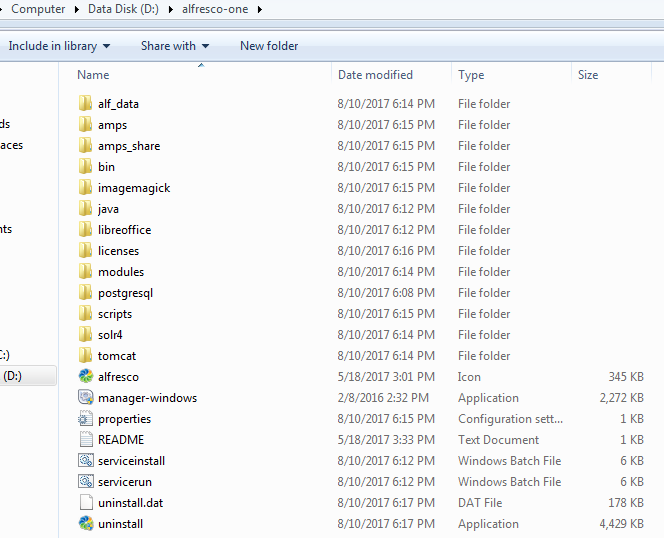 Computer Data Disk (D:) alfresco-one
Include in library Share with New folder
Name Date modified Type Size
alf_data 8/10/2017 6:14 PM File folder
ds amps 8/10/2017 6:15 PM File folder
aces amps_share 8/10/2017 6:15 PM File folder
bin 8/10/2017 6:15 PM File folder
imagemagick 8/10/2017 6:15 PM File folder
java 8/10/2017 6:12 PM File folder
nts libreoffice 8/10/2017 6:12 PM File folder
licenses 8/10/2017 6:16 PM File folder
modules 8/10/2017 6:14 PM File folder
postgresql 8/10/2017 6:08 PM File folder
scripts 8/10/2017 6:15 PM File folder
solr4 8/10/2017 6:14 PM File folder
C:) tomcat 8/10/2017 6:14 PM File folder
(D:) alfresco 5/18/2017 3:01 PM Icon 345 KB
manager-windows 2/8/2016 2:32 PM Application 2,272 KB
properties 8/10/2017 6:15 PM Configuration sett... 1 KB
README 5/18/2017 3:33 PM Text Document 1 KB
serviceinstall 8/10/2017 6:12 PM Windows Batch File 6 KB
servicerun 8/10/2017 6:12 PM Windows Batch File 6 KB
uninstall.dat 8/10/2017 6:17 PM DAT File 178 KB
uninstall 8/10/2017 6:17 PM Application 4,429 KB